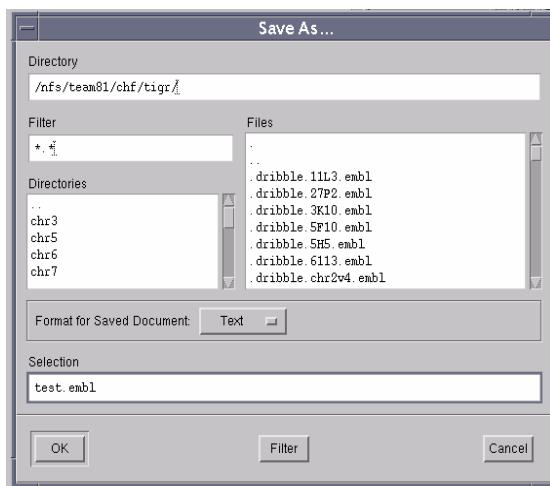 Save As...
Directory
/nfs/team81/chf/tigr/
Filter
*.*
Files
.
..
.dribble.11L3.embl
.dribble.27P2.embl
.dribble.3K10.embl
.dribble.5F10.embl
.dribble.5H5.embl
.dribble.6113.embl
.dribble.chr2v4.embl
Directories
..
chr3
chr5
chr6
chr7
Format for Saved Document: Text
Selection
test.embl
OK Filter Cancel